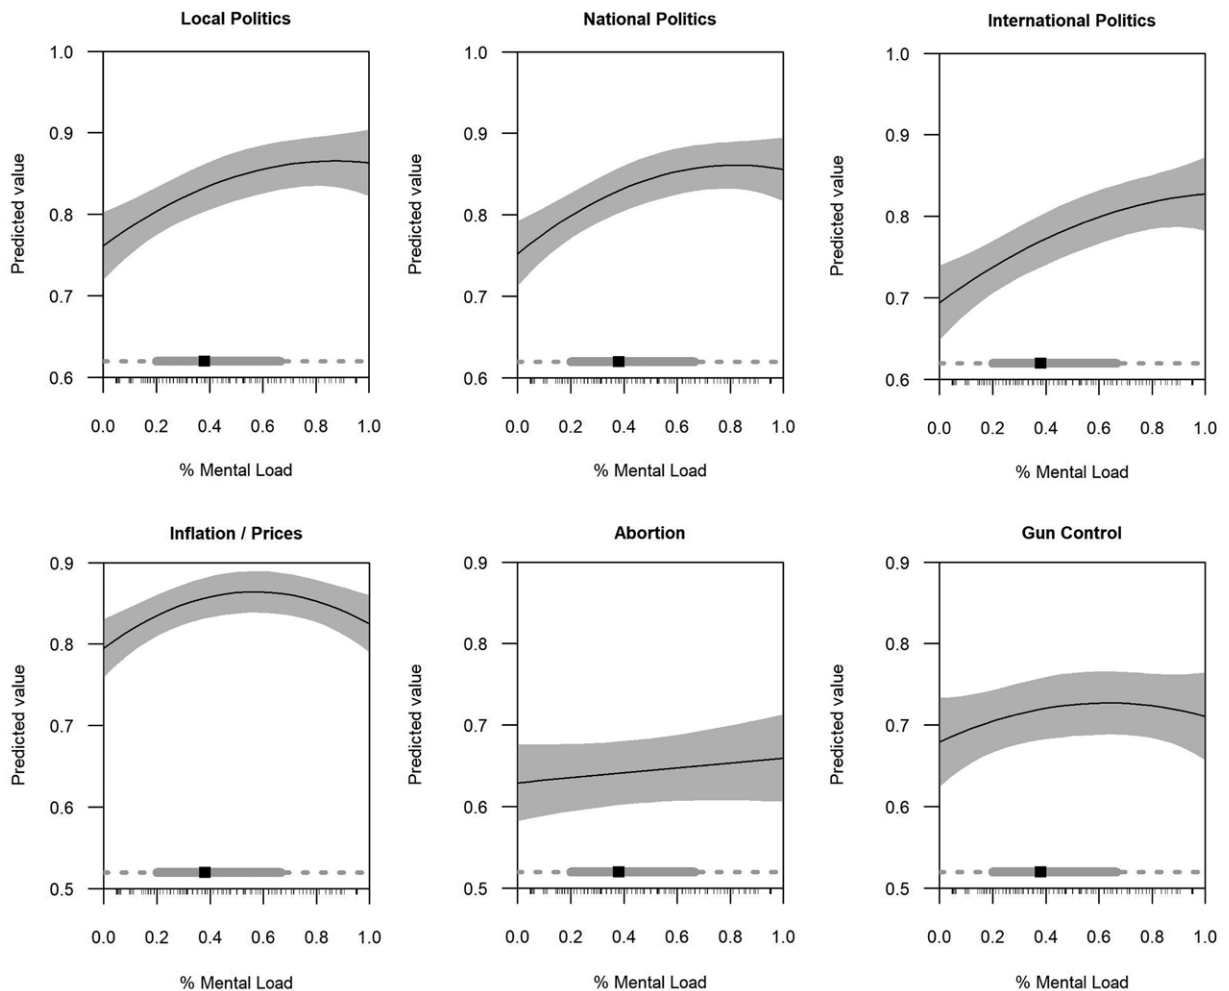 Local Politics
National Politics
International Politics
1.0
0.9
0.8
0.7
0.6
Predicted value
0.0 0.2 0.4 0.6 0.8 1.0
% Mental Load
1.0
0.9
0.8
0.7
0.6
Predicted value
0.0 0.2 0.4 0.6 0.8 1.0
% Mental Load
1.0
0.9
0.8
0.7
0.6
Predicted value
0.0 0.2 0.4 0.6 0.8 1.0
% Mental Load
Inflation / Prices
Abortion
Gun Control
0.9
0.8
0.7
0.6
0.5
Predicted value
0.0 0.2 0.4 0.6 0.8 1.0
% Mental Load
0.9
0.8
0.7
0.6
0.5
Predicted value
0.0 0.2 0.4 0.6 0.8 1.0
% Mental Load
0.9
0.8
0.7
0.6
0.5
Predicted value
0.0 0.2 0.4 0.6 0.8 1.0
% Mental Load